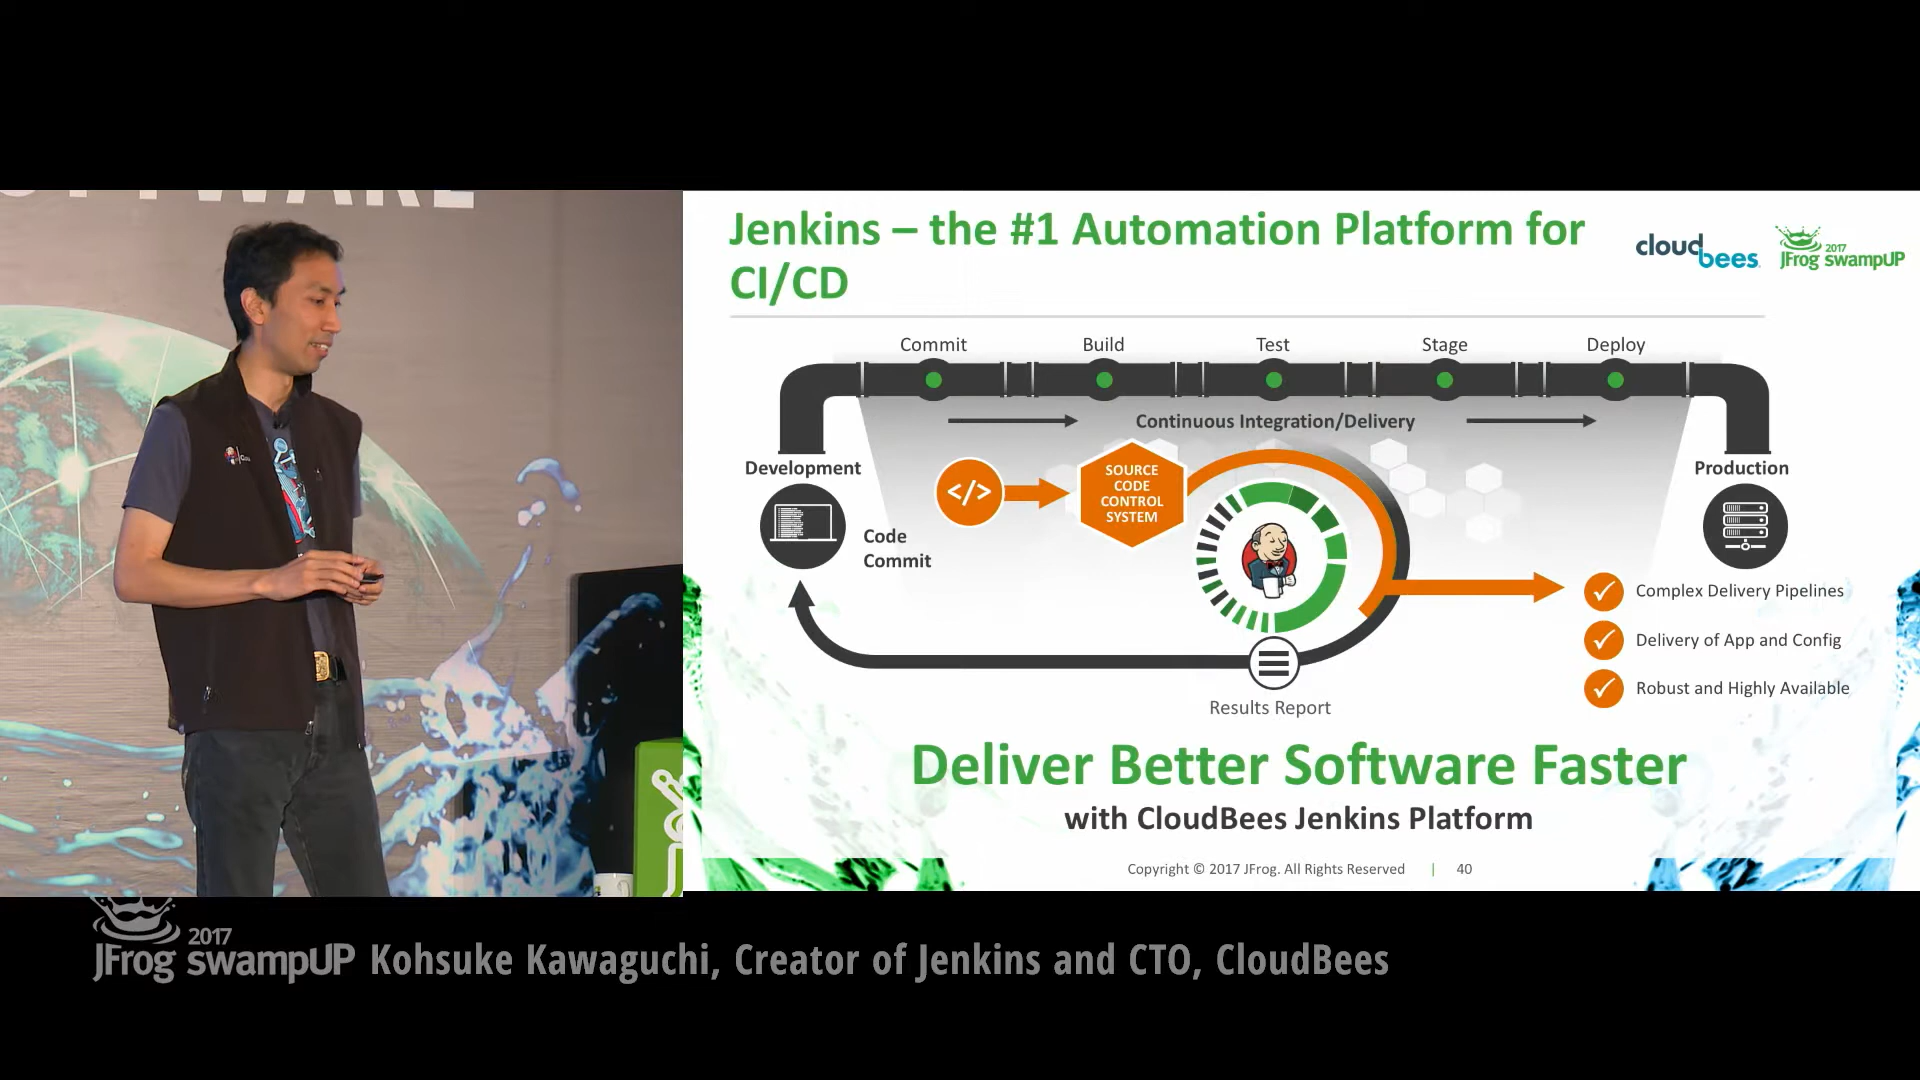 Jenkins – the #1 Automation Platform for
CI/CD
cloudbees
2017
JFrog swampUP
Commit
Build
Test
Stage
Deploy
Continuous Integration/Delivery
Development
Production
</>
SOURCE
CODE
CONTROL
SYSTEM
Code
Commit
Complex Delivery Pipelines
Delivery of App and Config
Robust and Highly Available
Results Report
Deliver Better Software Faster
with CloudBees Jenkins Platform
Copyright © 2017 JFrog. All Rights Reserved | 40
2017
JFrog swampUP Kohsuke Kawaguchi, Creator of Jenkins and CTO, CloudBees